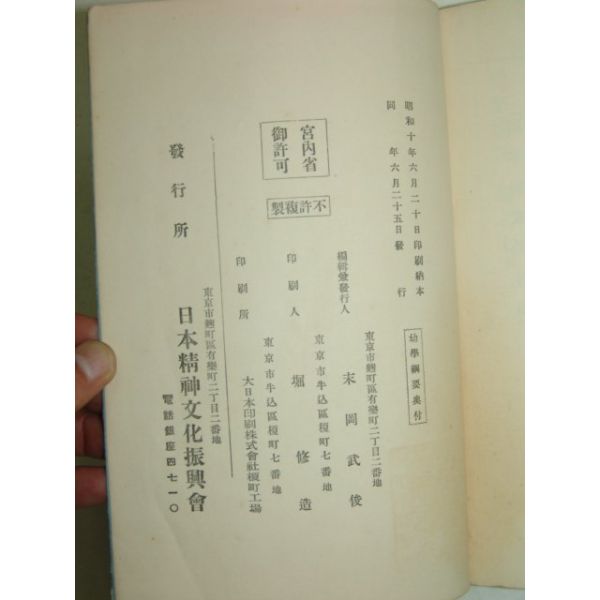 幼學綱要奥付
昭和十年六月二十日印刷納本
同年六月二十五日發行
宮內省
御許可
不許複製
東京市麴町區有樂町二丁目二番地
編輯兼發行人 末岡武俊
東京市牛込區榎町七番地
印刷人 堀修造
東京市牛込區榎町七番地
印刷所 大日本印刷株式會社榎町工場
東京市麴町區有樂町二丁目二番地
發行所 日本精神文化振興會
電話銀座四七一〇